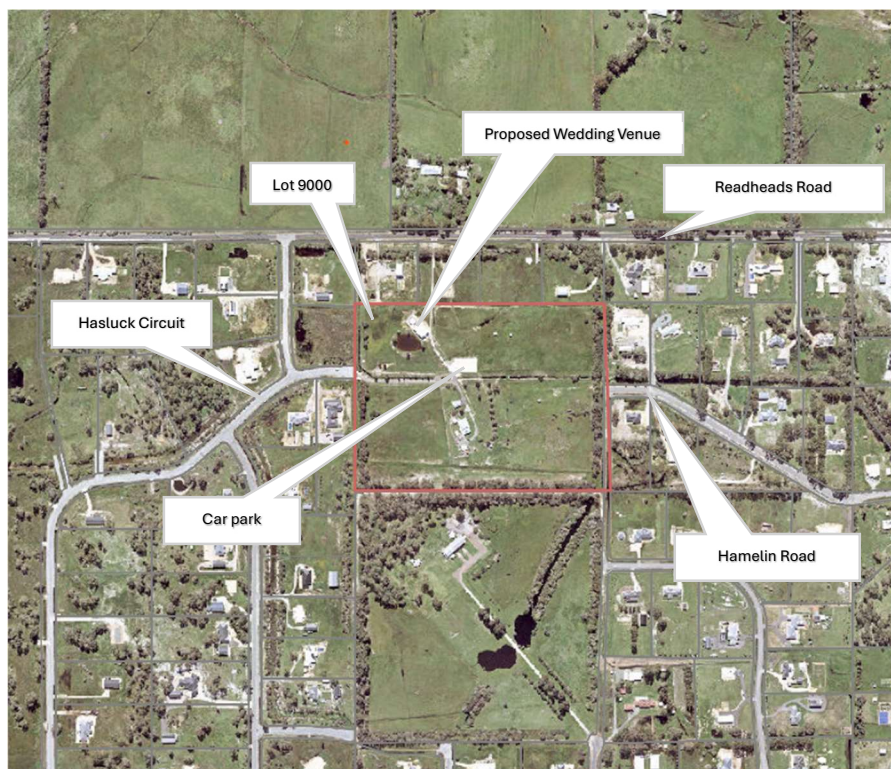 Proposed Wedding Venue
Lot 9000
Readheads Road
Hasluck Circuit
Car park
Hamelin Road